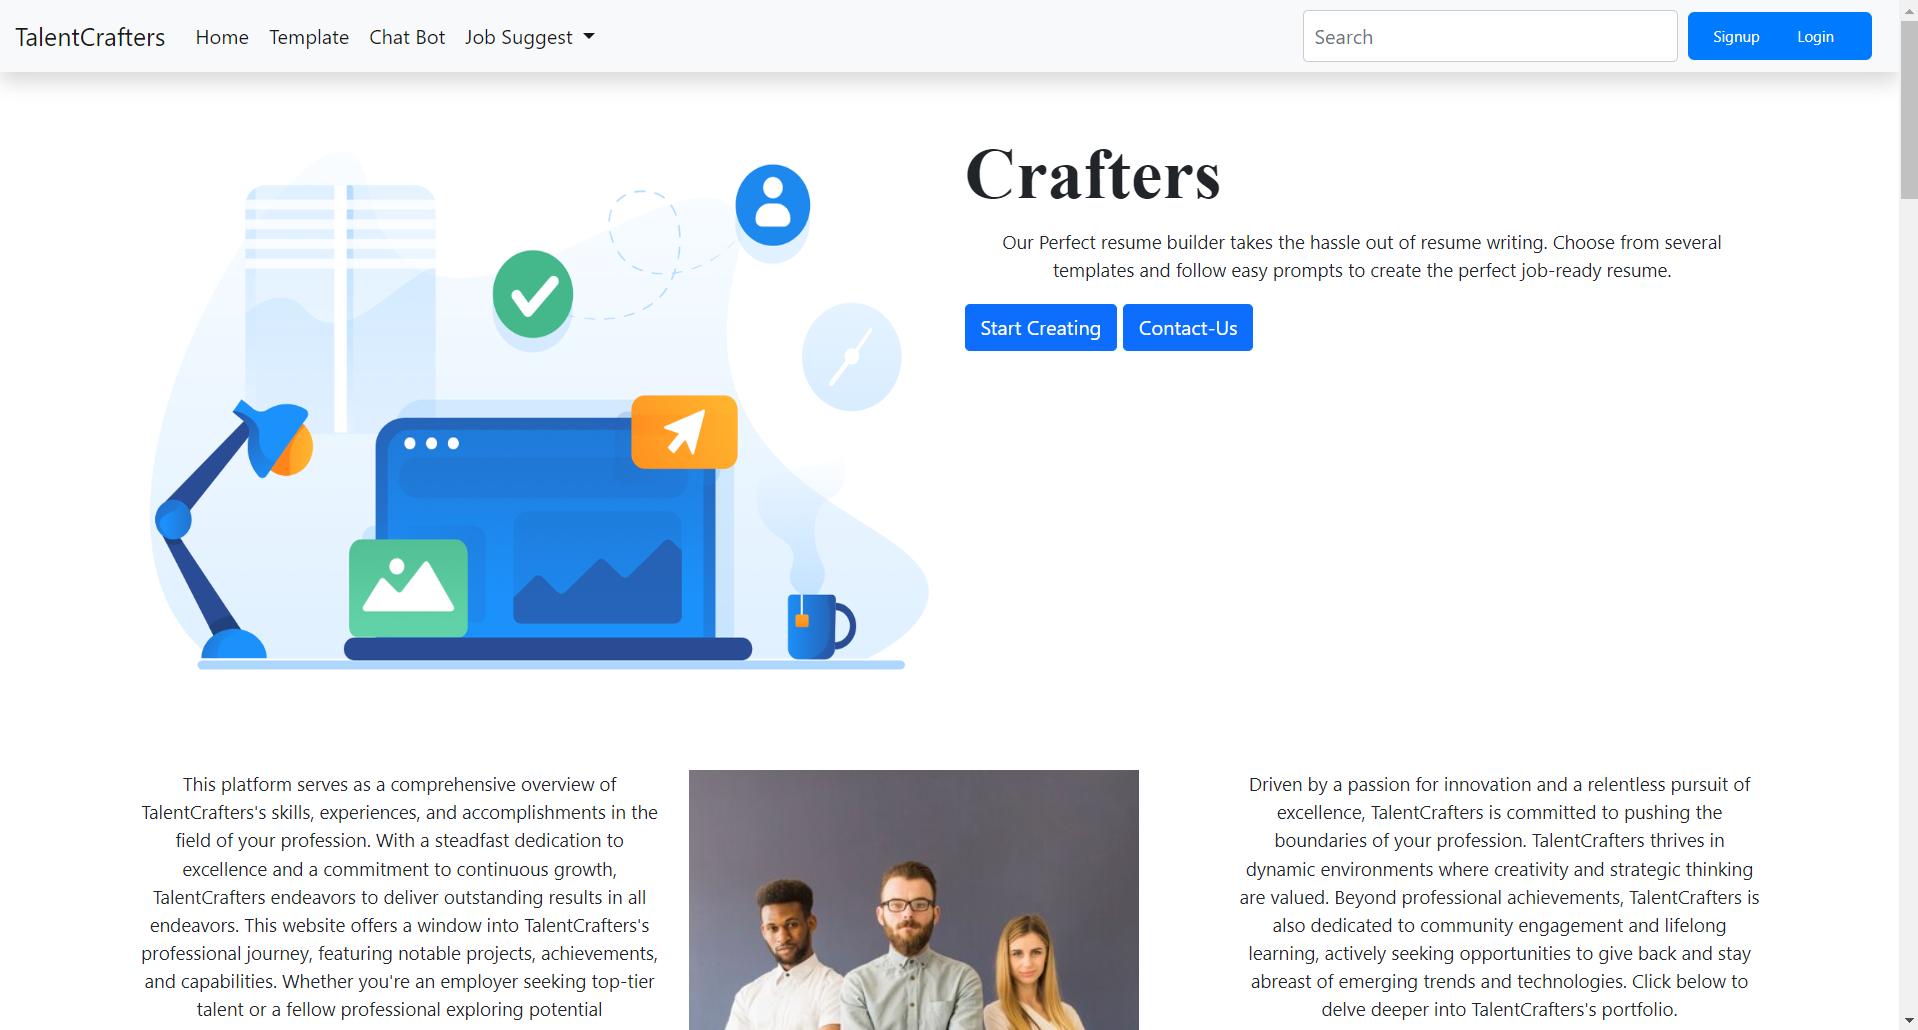 TalentCrafters Home Template Chat Bot Job Suggest Search Signup Login
Crafters
Our Perfect resume builder takes the hassle out of resume writing. Choose from several
templates and follow easy prompts to create the perfect job-ready resume.
Start Creating Contact-Us
This platform serves as a comprehensive overview of
TalentCrafters's skills, experiences, and accomplishments in the
field of your profession. With a steadfast dedication to
excellence and a commitment to continuous growth,
TalentCrafters endeavors to deliver outstanding results in all
endeavors. This website offers a window into TalentCrafters's
professional journey, featuring notable projects, achievements,
and capabilities. Whether you're an employer seeking top-tier
talent or a fellow professional exploring potential
Driven by a passion for innovation and a relentless pursuit of
excellence, TalentCrafters is committed to pushing the
boundaries of your profession. TalentCrafters thrives in
dynamic environments where creativity and strategic thinking
are valued. Beyond professional achievements, TalentCrafters is
also dedicated to community engagement and lifelong
learning, actively seeking opportunities to give back and stay
abreast of emerging trends and technologies. Click below to
delve deeper into TalentCrafters's portfolio.